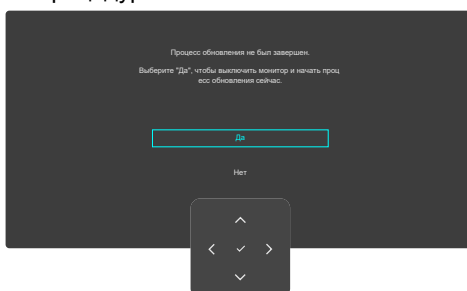 Процесс обновления не был завершен.
Выберите "Да", чтобы выключить монитор и начать проц
есс обновления сейчас.
Да
Нет